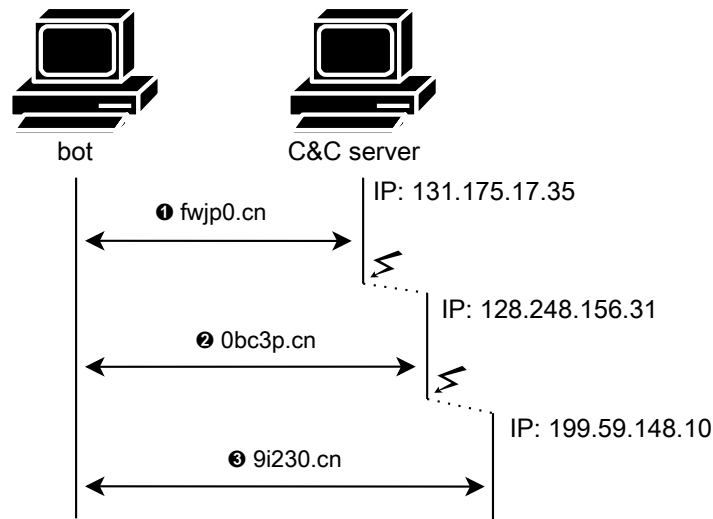 bot
C&C server
IP: 131.175.17.35
❶ fwjp0.cn
IP: 128.248.156.31
❷ 0bc3p.cn
IP: 199.59.148.10
❸ 9i230.cn